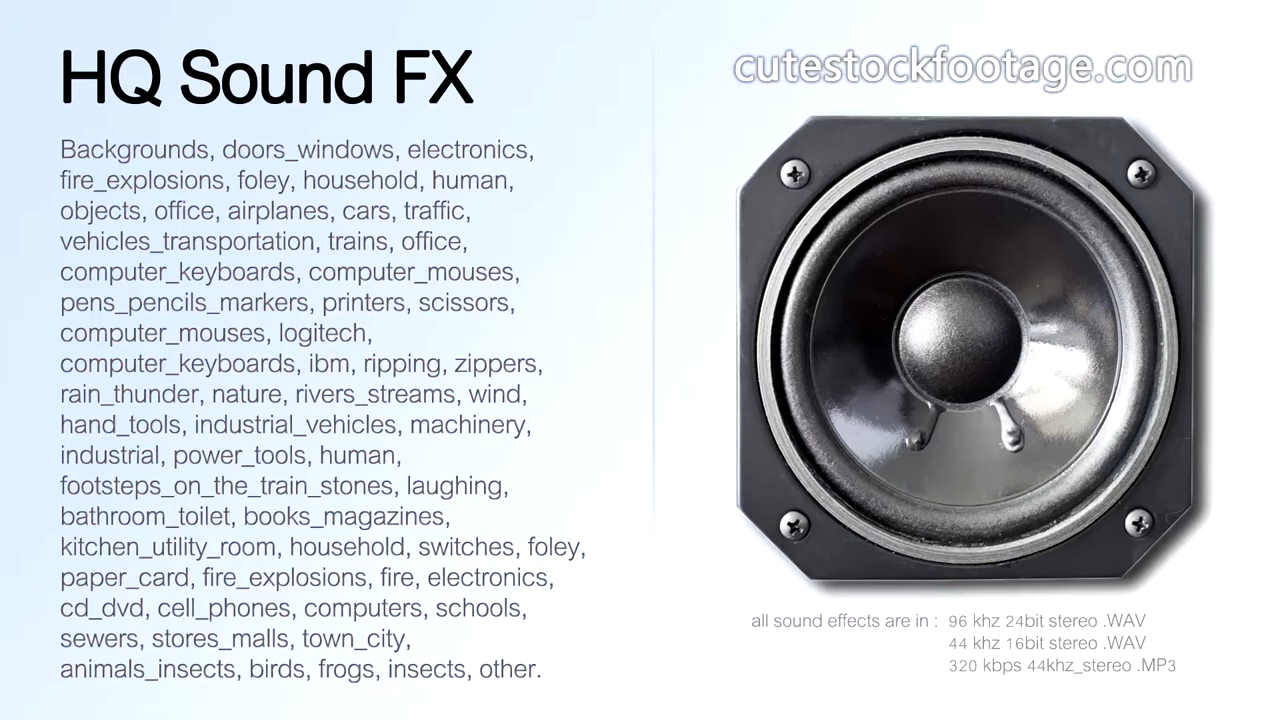 HQ Sound FX
Backgrounds, doors_windows, electronics,
fire_explosions, foley, household, human,
objects, office, airplanes, cars, traffic,
vehicles_transportation, trains, office,
computer_keyboards, computer_mouses,
pens_pencils_markers, printers, scissors,
computer_mouses, logitech,
computer_keyboards, ibm, ripping, zippers,
rain_thunder, nature, rivers_streams, wind,
hand_tools, industrial_vehicles, machinery,
industrial, power_tools, human,
footsteps_on_the_train_stones, laughing,
bathroom_toilet, books_magazines,
kitchen_utility_room, household, switches, foley,
paper_card, fire_explosions, fire, electronics,
cd_dvd, cell_phones, computers, schools,
sewers, stores_malls, town_city,
animals_insects, birds, frogs, insects, other.
cutestockfootage.com
all sound effects are in : 96 khz 24bit stereo .WAV
44 khz 16bit stereo .WAV
320 kbps 44khz_stereo .MP3